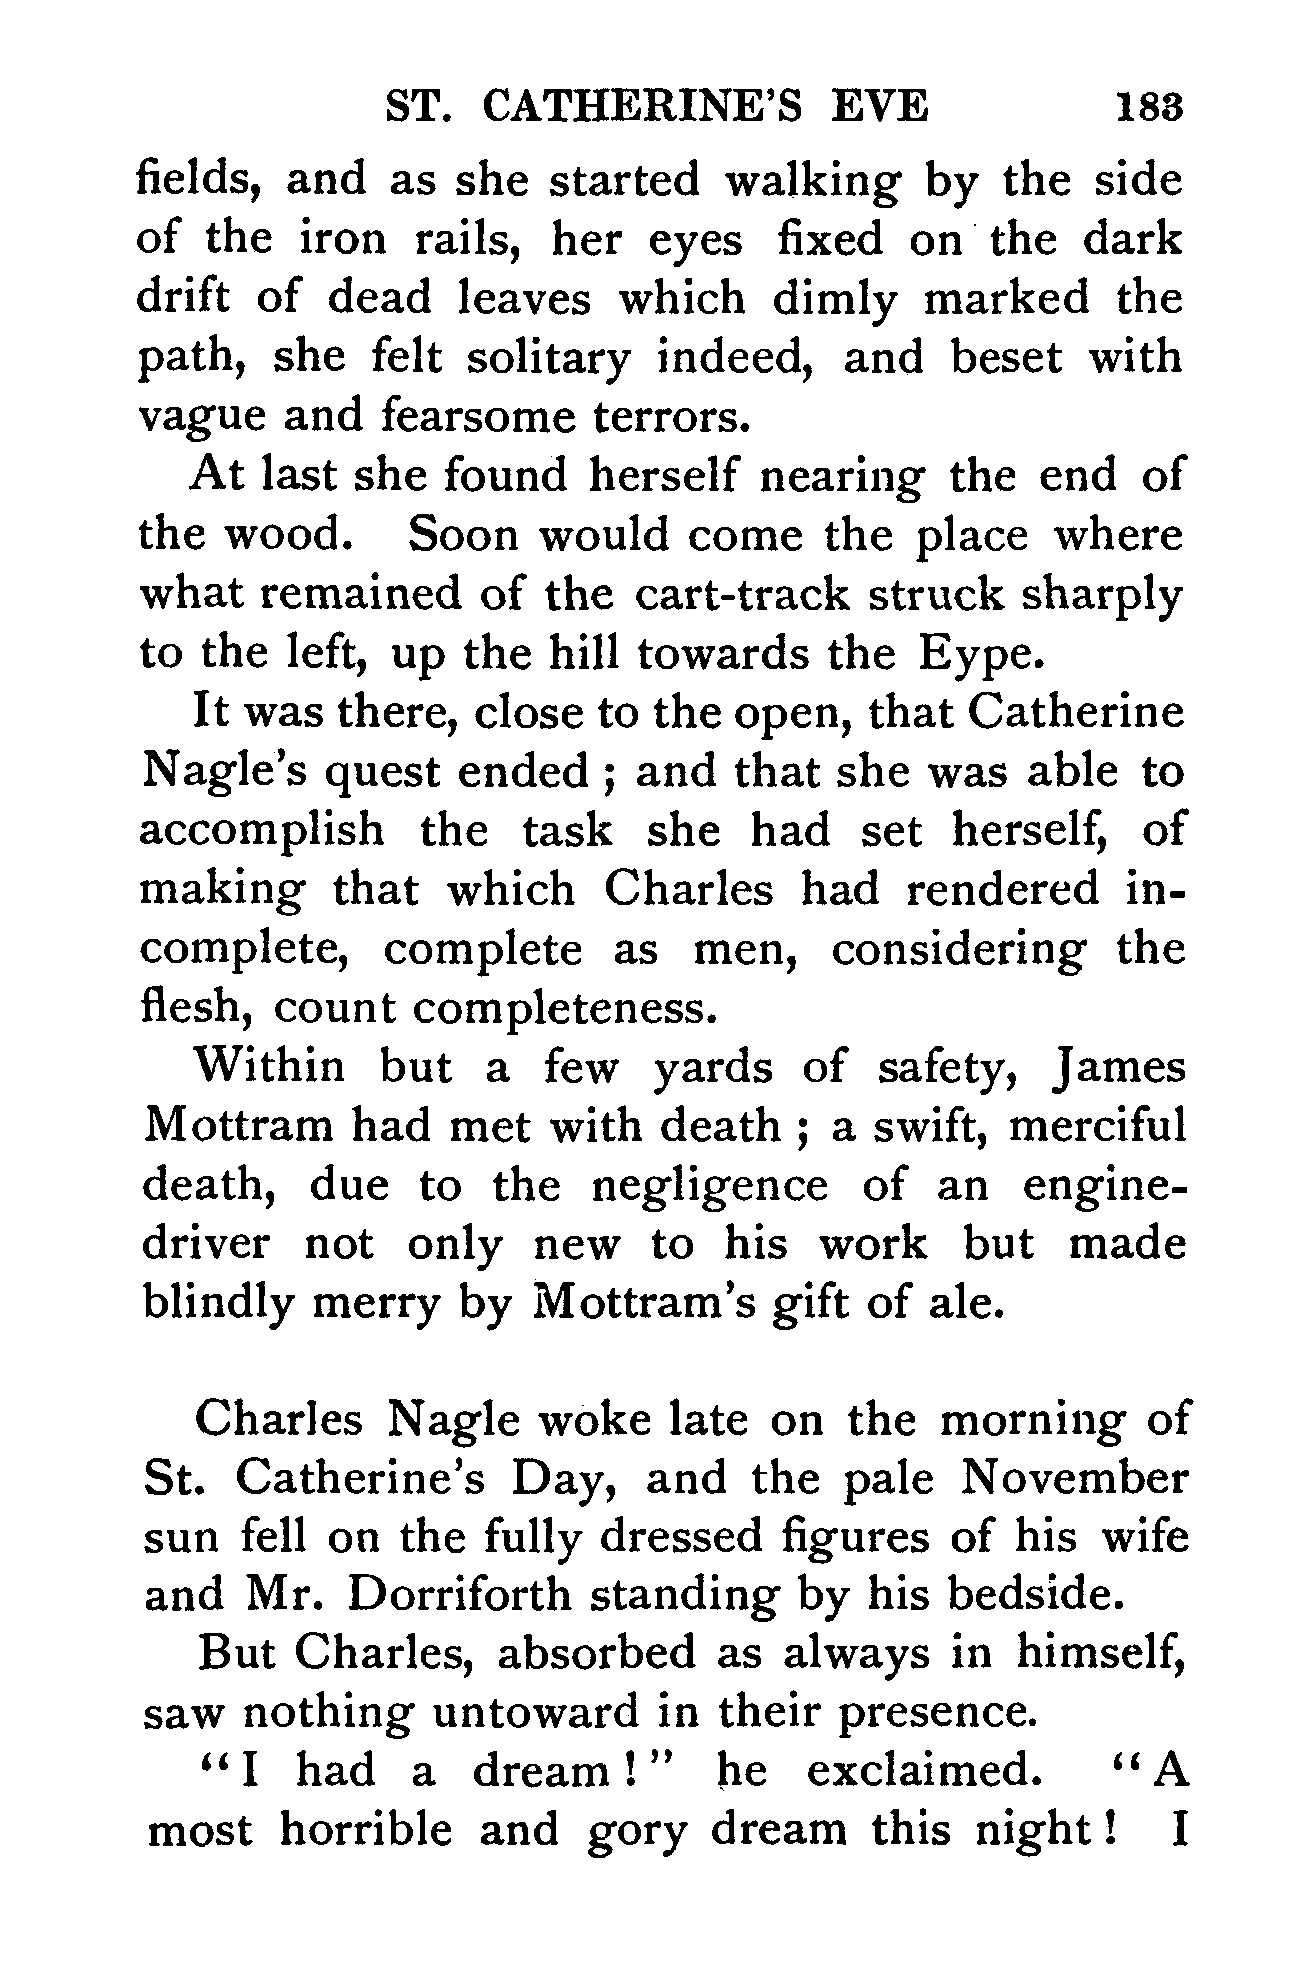 ST. CATHERINE'S EVE 183
fields, and as she started walking by the side
of the iron rails, her eyes fixed on the dark
drift of dead leaves which dimly marked the
path, she felt solitary indeed, and beset with
vague and fearsome terrors.
At last she found herself nearing the end of
the wood. Soon would come the place where
what remained of the cart-track struck sharply
to the left, up the hill towards the Eype.
It was there, close to the open, that Catherine
Nagle's quest ended ; and that she was able to
accomplish the task she had set herself, of
making that which Charles had rendered in-
complete, complete as men, considering the
flesh, count completeness.
Within but a few yards of safety, James
Mottram had met with death ; a swift, merciful
death, due to the negligence of an engine-
driver not only new to his work but made
blindly merry by Mottram's gift of ale.
Charles Nagle woke late on the morning of
St. Catherine's Day, and the pale November
sun fell on the fully dressed figures of his wife
and Mr. Dorriforth standing by his bedside.
But Charles, absorbed as always in himself,
saw nothing untoward in their presence.
“ I had a dream ! ” he exclaimed. “ A
most horrible and gory dream this night ! I